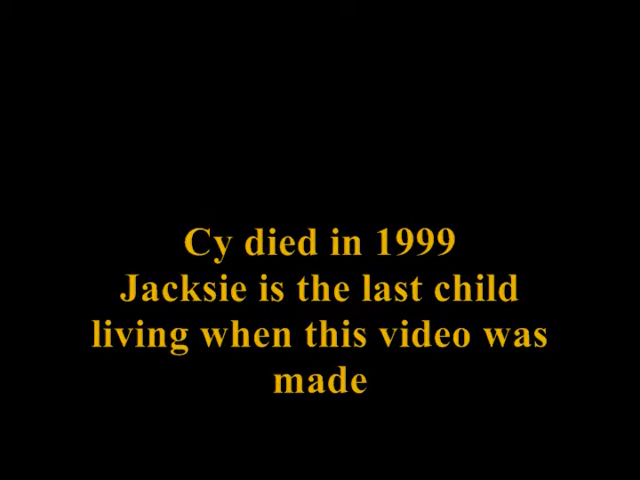 Cy died in 1999
Jacksie is the last child
living when this video was
made